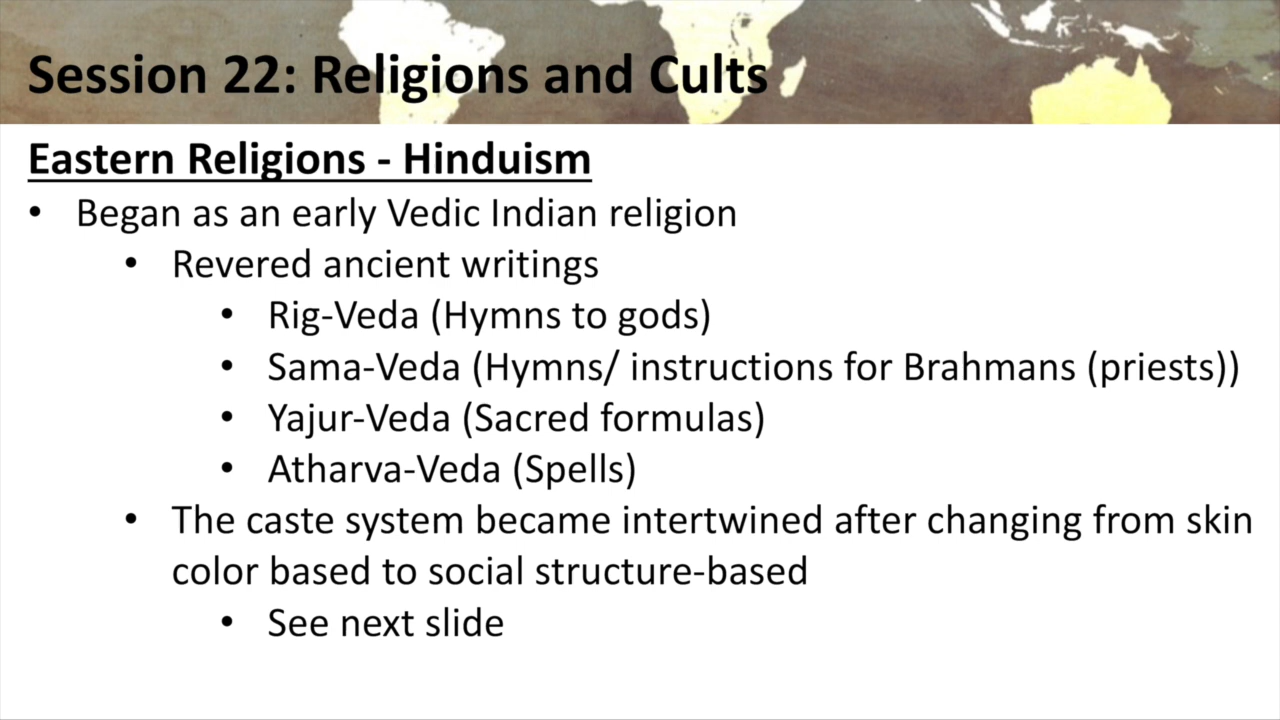 Session 22: Religions and Cults
Eastern Religions - Hinduism
• Began as an early Vedic Indian religion
• Revered ancient writings
• Rig-Veda (Hymns to gods)
• Sama-Veda (Hymns/ instructions for Brahmans (priests))
• Yajur-Veda (Sacred formulas)
• Atharva-Veda (Spells)
• The caste system became intertwined after changing from skin
color based to social structure-based
• See next slide